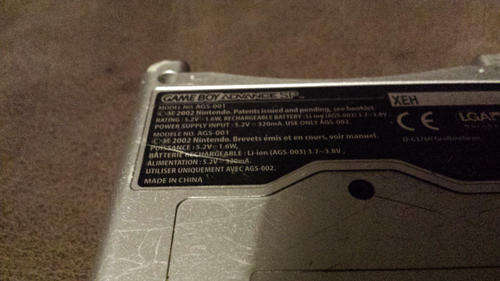 GAME BOY ADVANCE SP
MODEL NO. AGS-001
©M 2002 Nintendo. Patents issued and pending, see booklet
RATING : 5.2V⎓1.6W, RECHARGEABLE BATTERY : Li-ion (AGS-003) 3.7-3.8V
POWER SUPPLY INPUT : 5.2V⎓320mA. USE ONLY AGS-002.
MODÈLE NO. AGS-001
©M 2002 Nintendo. Brevets émis et en cours, voir manuel.
PUISSANCE : 5.2V⎓1.6W,
BATTERIE RECHARGEABLE : Li-ion (AGS-003) 3.7-3.8V ,
ALIMENTATION : 5.2V⎓320mA.
UTILISER UNIQUEMENT AVEC AGS-002.
MADE IN CHINA
XEH
CE